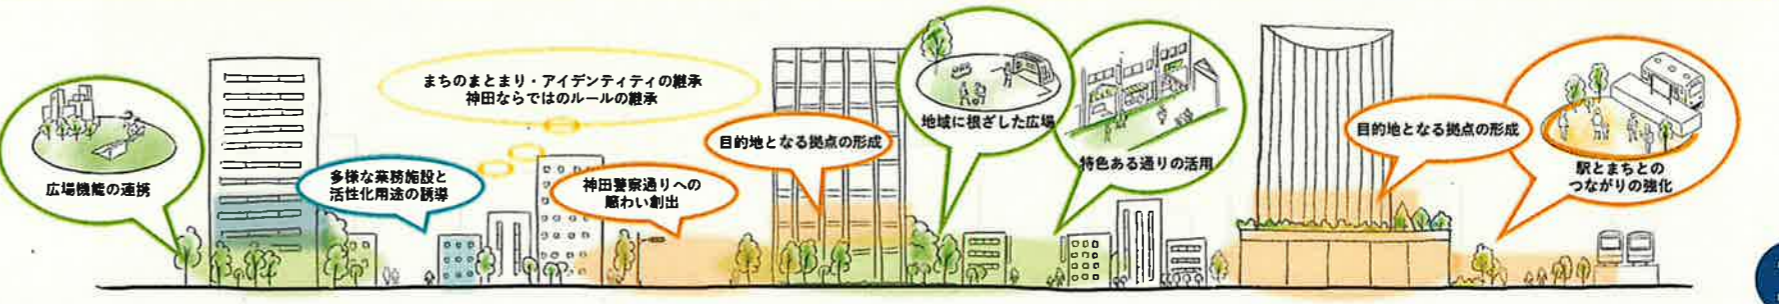 広場機能の連携
多様な業務施設と
活性化用途の誘導
まちのまとまり・アイデンティティの継承
神田ならではのルールの継承
神田警察通りへの
賑わい創出
目的地となる拠点の形成
地域に根ざした広場
特色ある通りの活用
目的地となる拠点の形成
駅とまちとの
つながりの強化